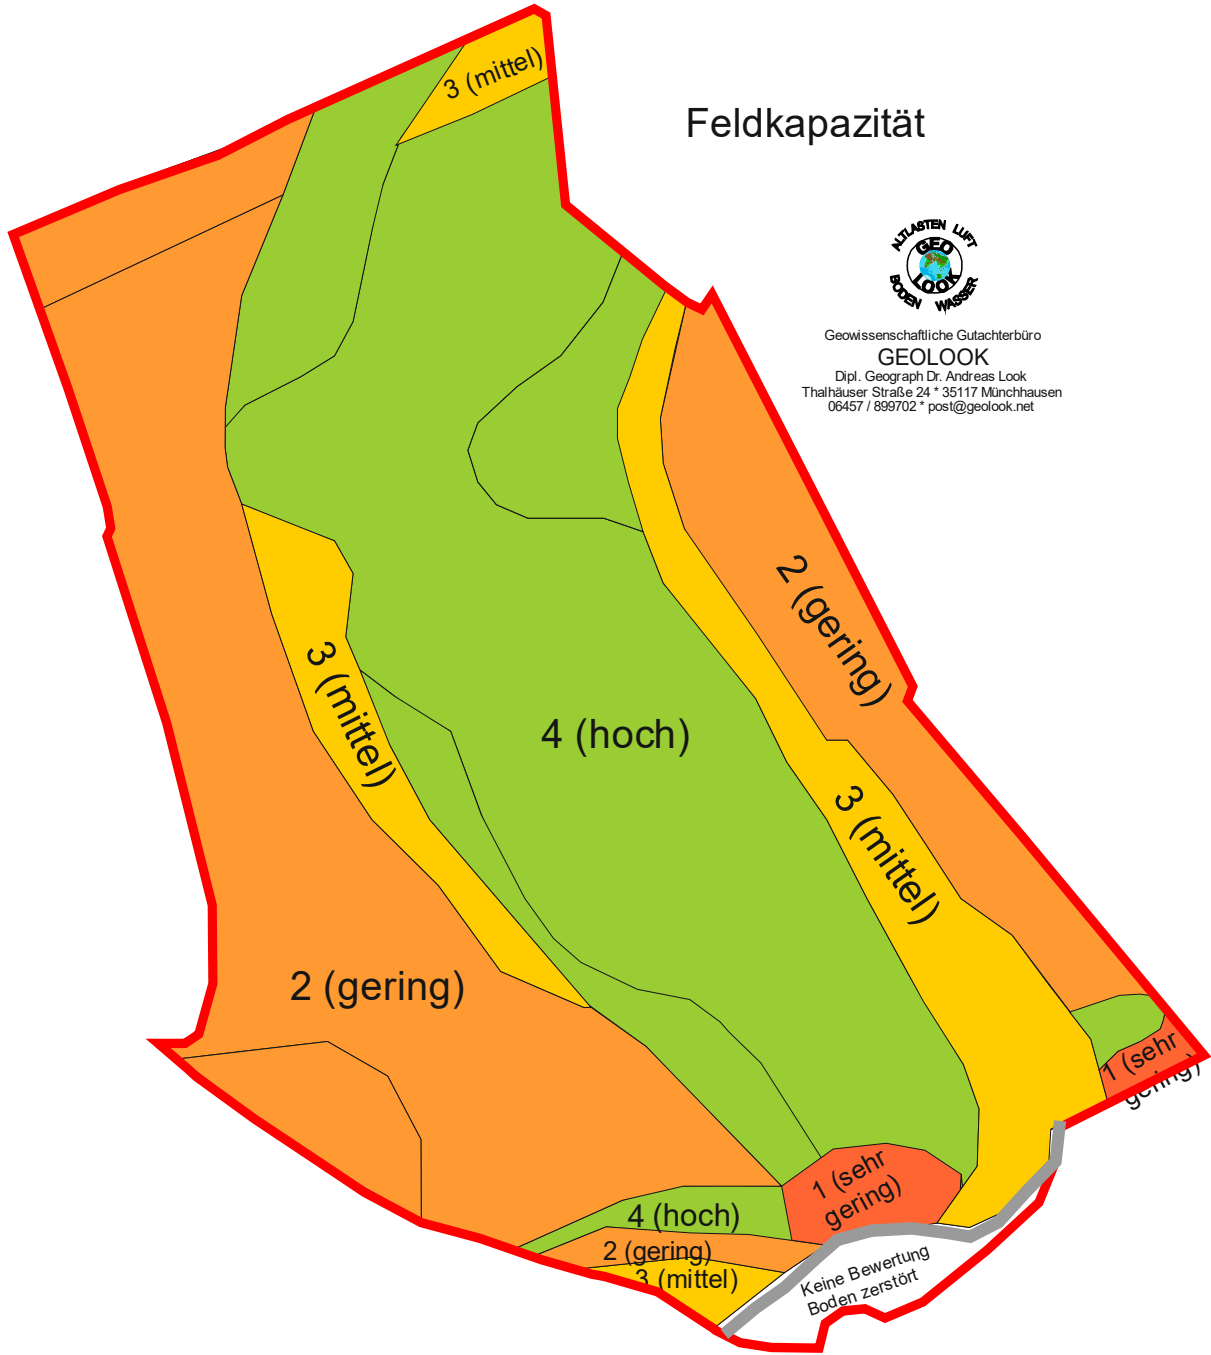 3 (mittel)
Feldkapazität
ALTLASTEN LUFT
GEO
LOOK
BODEN WASSER
Geowissenschaftliche Gutachterbüro
GEOLOOK
Dipl. Geograph Dr. Andreas Look
Thalhäuser Straße 24 * 35117 Münchhausen
06457 / 899702 * post@geolook.net
2 (gering)
3 (mittel)
4 (hoch)
3 (mittel)
2 (gering)
1 (sehr
gering)
1 (sehr
gering)
4 (hoch)
2 (gering)
3 (mittel)
Keine Bewertung
Boden zerstört